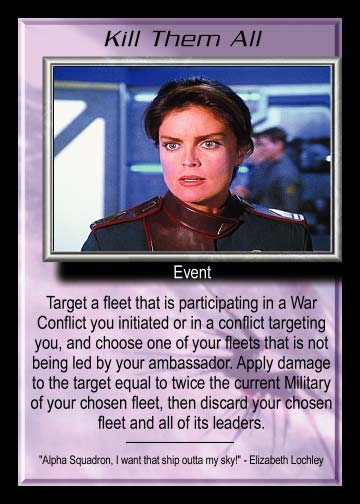 Kill Them All
Event
Target a fleet that is participating in a War
Conflict you initiated or in a conflict targeting
you, and choose one of your fleets that is not
being led by your ambassador. Apply damage
to the target equal to twice the current Military
of your chosen fleet, then discard your chosen
fleet and all of its leaders.
"Alpha Squadron, I want that ship outta my sky!" - Elizabeth Lochley